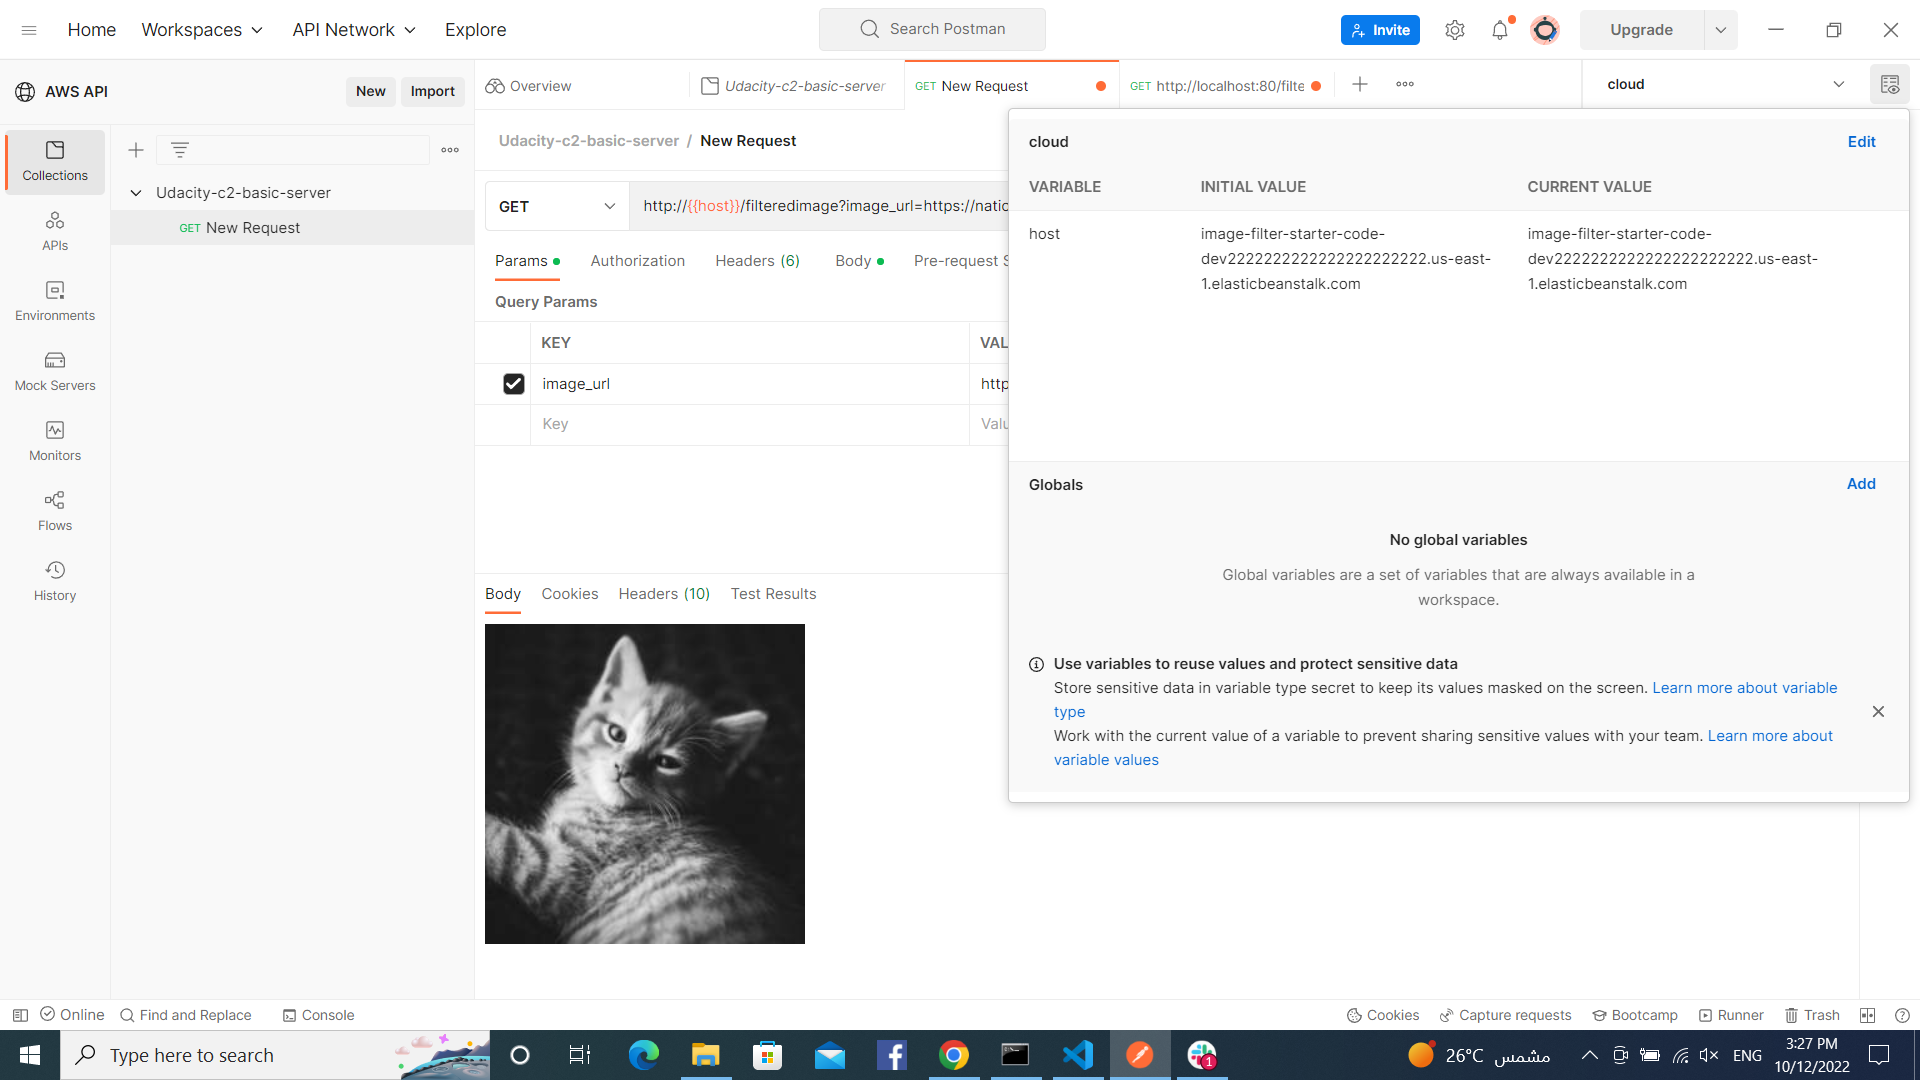 Home
Workspaces
API Network
Explore
Search Postman
Invite
Upgrade
AWS API
New
Import
Overview
Udacity-c2-basic-server
GET New Request
GET http://localhost:80/filte
cloud
Collections
APIs
Environments
Mock Servers
Monitors
Flows
History
Udacity-c2-basic-server
GET New Request
Udacity-c2-basic-server / New Request
GET
http://{{host}}/filteredimage?image_url=https://natio
Params
Authorization
Headers (6)
Body
Pre-request S
Query Params
KEY
VAL
image_url
http
Key
Valu
cloud
Edit
VARIABLE
INITIAL VALUE
CURRENT VALUE
host
image-filter-starter-code-
dev2222222222222222222222.us-east-
1.elasticbeanstalk.com
image-filter-starter-code-
dev2222222222222222222222.us-east-
1.elasticbeanstalk.com
Globals
Add
No global variables
Global variables are a set of variables that are always available in a
workspace.
Use variables to reuse values and protect sensitive data
Store sensitive data in variable type secret to keep its values masked on the screen. Learn more about variable
type
Work with the current value of a variable to prevent sharing sensitive values with your team. Learn more about
variable values
Body
Cookies
Headers (10)
Test Results
Online
Find and Replace
Console
Cookies
Capture requests
Bootcamp
Runner
Trash
Type here to search
1
26°C مشمس
ENG
3:27 PM
10/12/2022